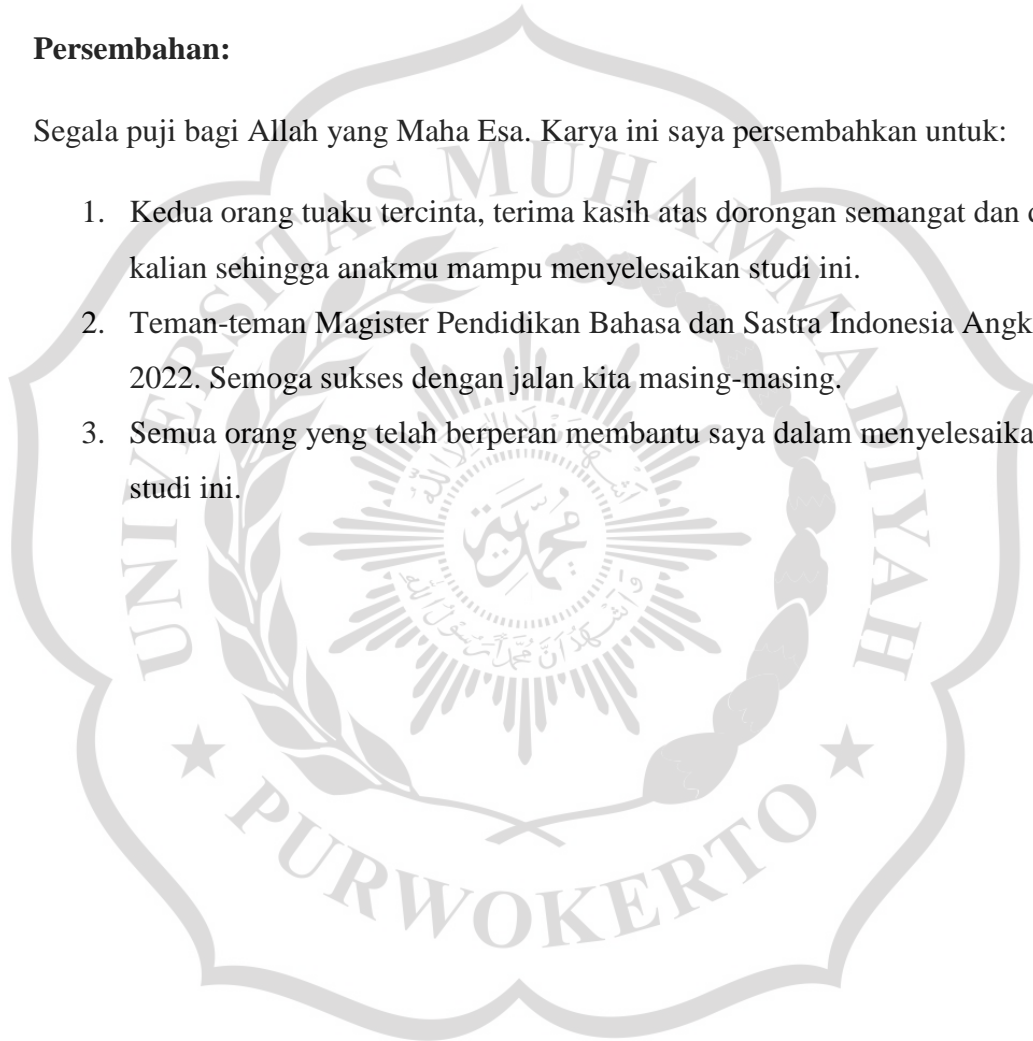 Persembahan:
Segala puji bagi Allah yang Maha Esa. Karya ini saya persembahkan untuk:
1. Kedua orang tuaku tercinta, terima kasih atas dorongan semangat dan
kalian sehingga anakmu mampu menyelesaikan studi ini.
2. Teman-teman Magister Pendidikan Bahasa dan Sastra Indonesia
2022. Semoga sukses dengan jalan kita masing-masing.
3. Semua orang yeng telah berperan membantu saya dalam
studi ini.
UNIVERSITAS MUHAMMADIYAH
PURWOKERTO